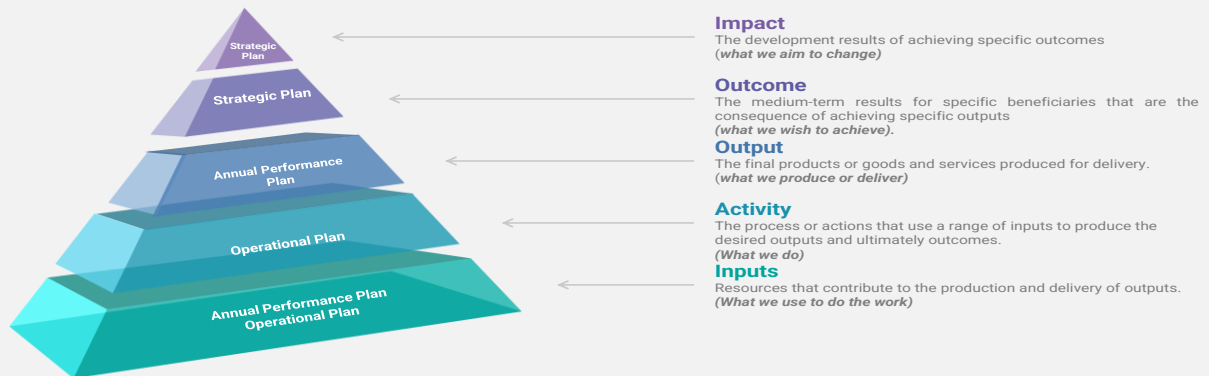 Strategic
Plan
Strategic Plan
Annual Performance
Plan
Operational Plan
Annual Performance Plan
Operational Plan
Impact
The development results of achieving specific outcomes
(what we aim to change)
Outcome
The medium-term results for specific beneficiaries that are the
consequence of achieving specific outputs
(what we wish to achieve).
Output
The final products or goods and services produced for delivery.
(what we produce or deliver)
Activity
The process or actions that use a range of inputs to produce the
desired outputs and ultimately outcomes.
(What we do)
Inputs
Resources that contribute to the production and delivery of outputs.
(What we use to do the work)